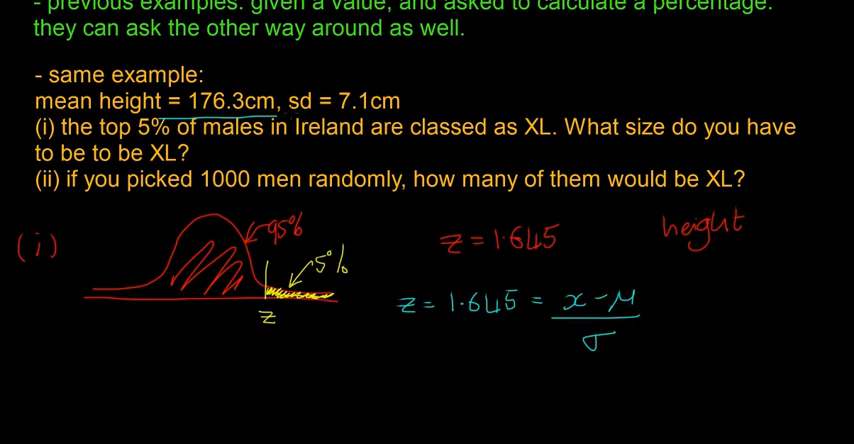 - previous examples: given a value, and asked to calculate a percentage.
they can ask the other way around as well.
- same example:
mean height = 176.3cm, sd = 7.1cm
(i) the top 5% of males in Ireland are classed as XL. What size do you have
to be to be XL?
(ii) if you picked 1000 men randomly, how many of them would be XL?
(i)
95%
5%
z
z = 1.645
height
z = 1.645 = x - μ / σ